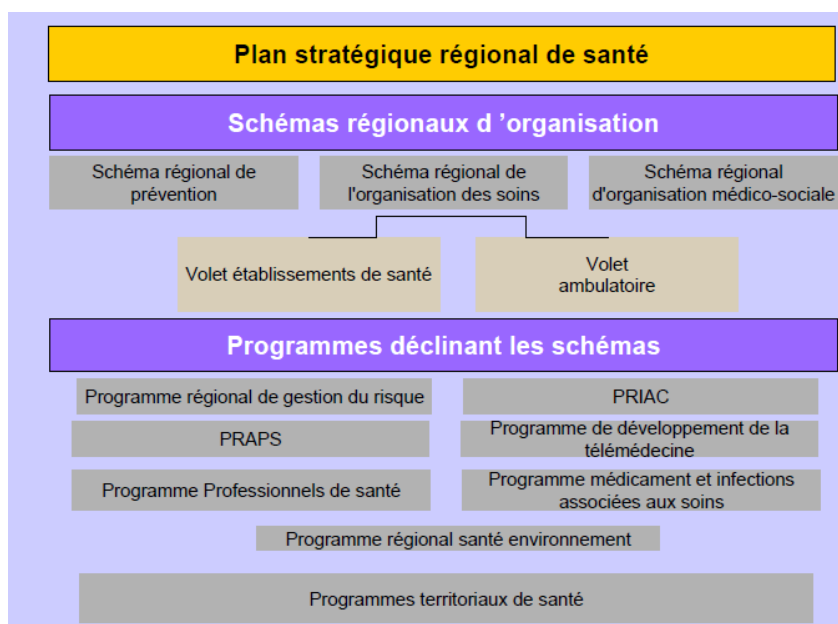 Plan stratégique régional de santé
Schémas régionaux d 'organisation
Schéma régional de
prévention
Schéma régional de
l'organisation des soins
Schéma régional
d'organisation médico-sociale
Volet établissements de santé
Volet
ambulatoire
Programmes déclinant les schémas
Programme régional de gestion du risque
PRIAC
PRAPS
Programme de développement de la
télémédecine
Programme Professionnels de santé
Programme médicament et infections
associées aux soins
Programme régional santé environnement
Programmes territoriaux de santé